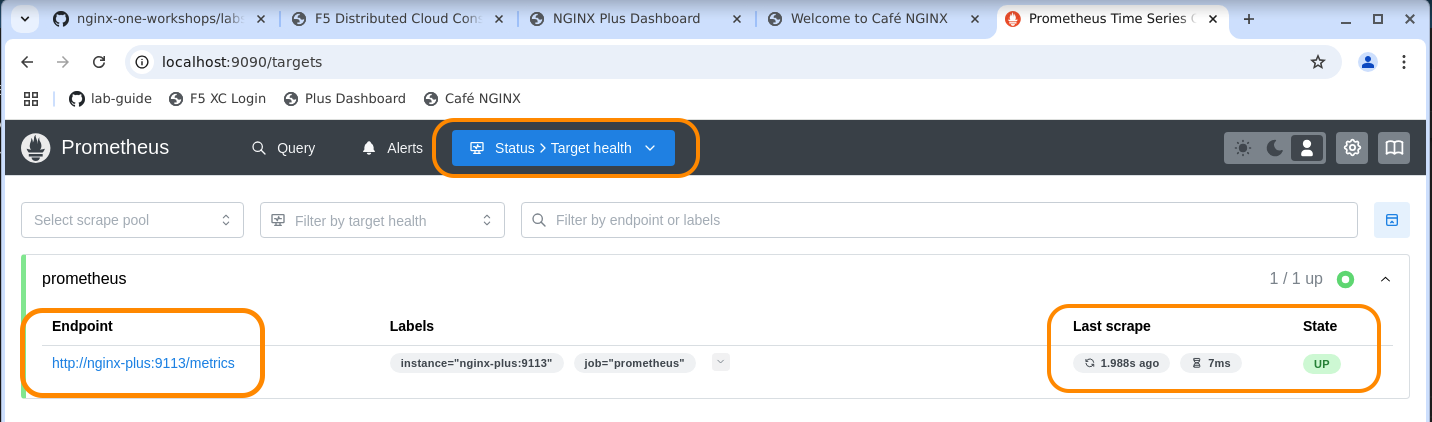 nginx-one-workshops/lab
F5 Distributed Cloud Con
NGINX Plus Dashboard
Welcome to Café NGINX
Prometheus Time Series
localhost:9090/targets
lab-guide F5 XC Login Plus Dashboard Café NGINX
Prometheus Query Alerts Status > Target health
Select scrape pool Filter by target health Filter by endpoint or labels
prometheus 1 / 1 up
Endpoint Labels Last scrape State
http://nginx-plus:9113/metrics instance="nginx-plus:9113" job="prometheus" 1.988s ago 7ms UP